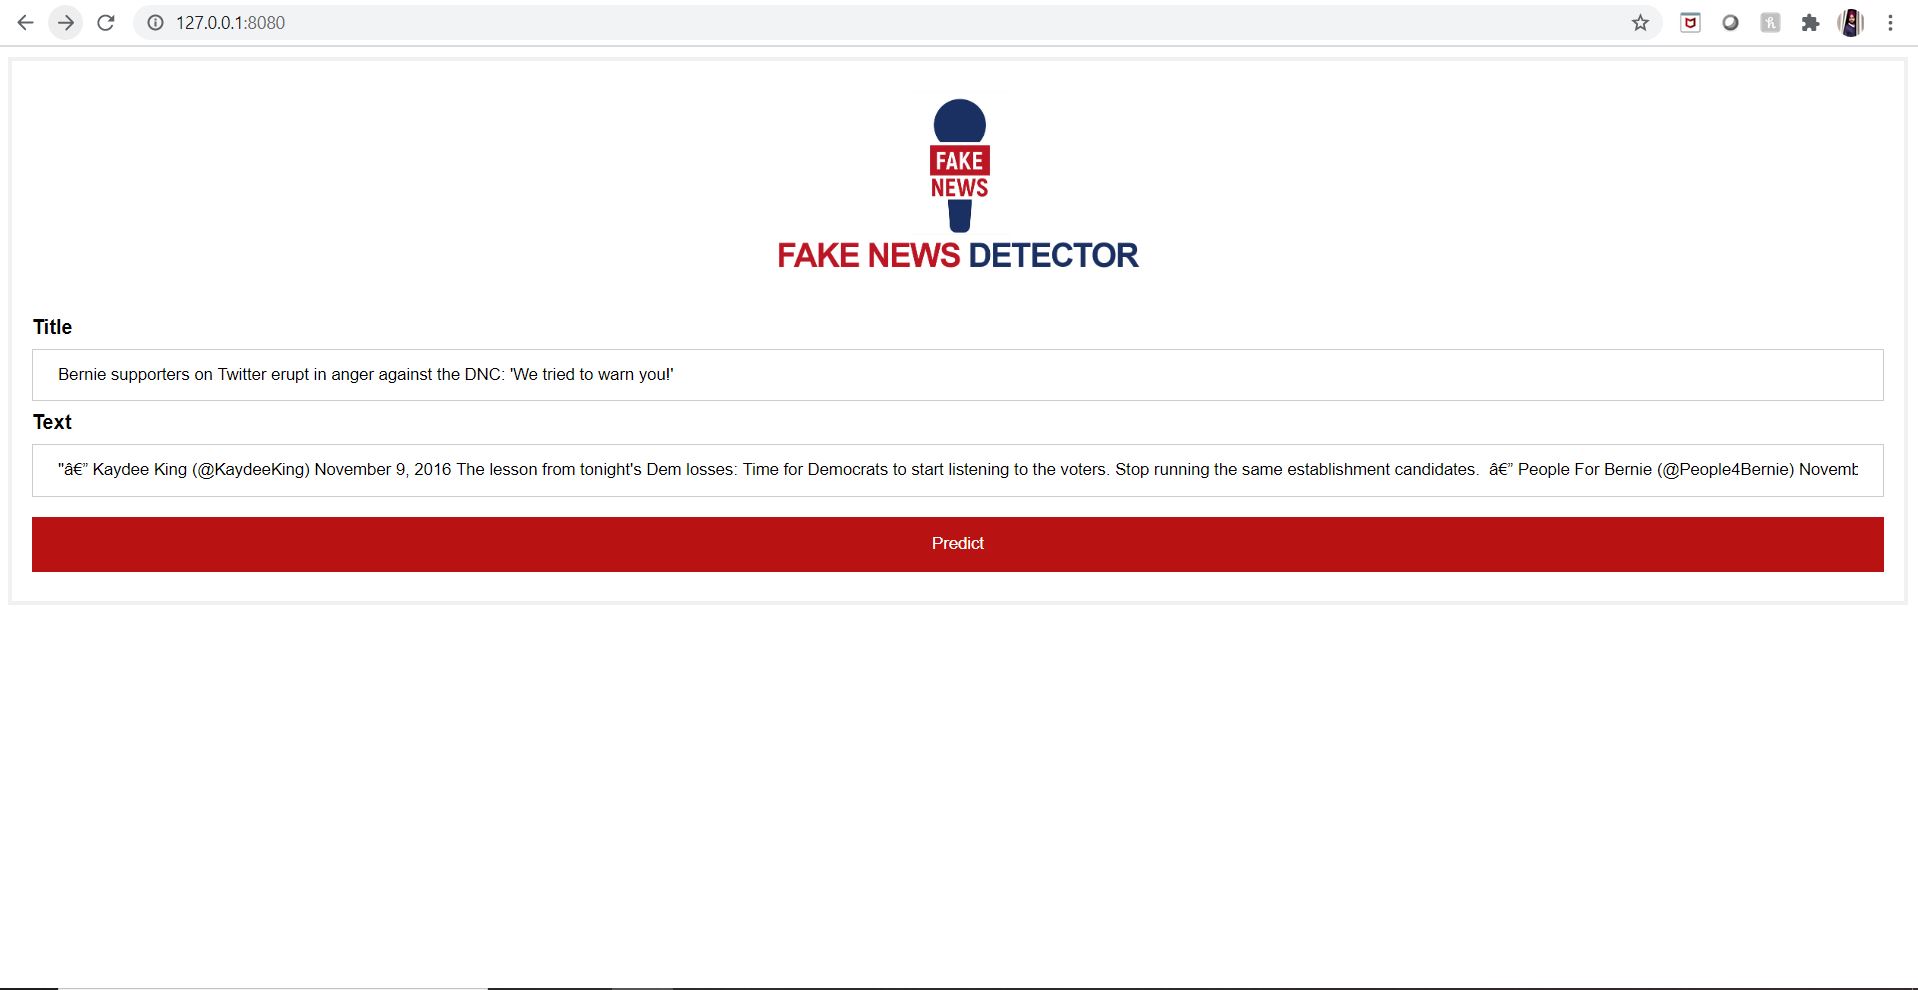 127.0.0.1:8080
FAKE
NEWS
FAKE NEWS DETECTOR
Title
Bernie supporters on Twitter erupt in anger against the DNC: 'We tried to warn you!'
Text
"â€” Kaydee King (@KaydeeKing) November 9, 2016 The lesson from tonight's Dem losses: Time for Democrats to start listening to the voters. Stop running the same establishment candidates.  â€” People For Bernie (@People4Bernie) Novemb
Predict